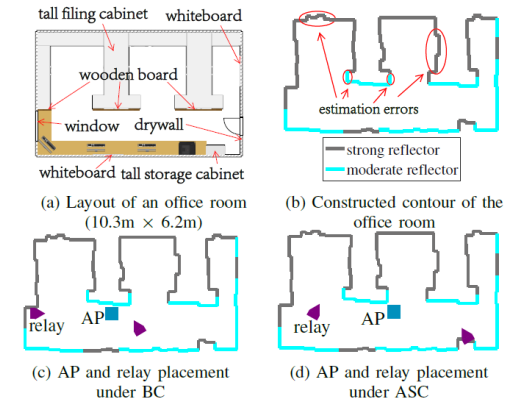 tall filing cabinet whiteboard
wooden board
window drywall
whiteboard tall storage cabinet
(a) Layout of an office room
(10.3m × 6.2m)
estimation errors
strong reflector
moderate reflector
(b) Constructed contour of the
office room
relay AP
(c) AP and relay placement
under BC
relay AP
(d) AP and relay placement
under ASC